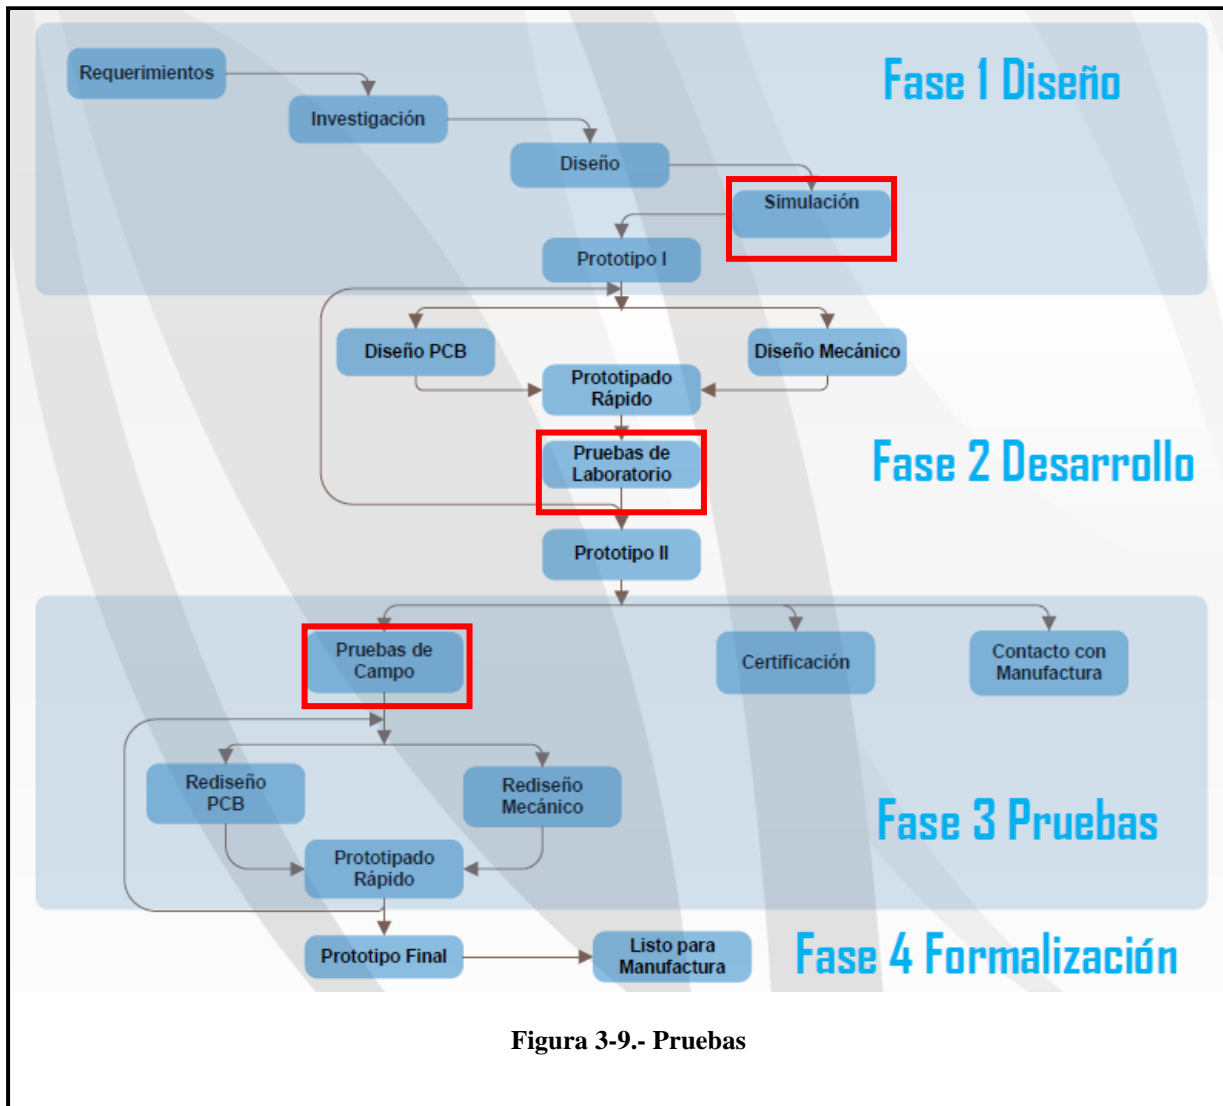 Fase 1 Diseño
Requerimientos
Investigación
Diseño
Simulación
Prototipo I
Diseño PCB
Diseño Mecánico
Prototipado
Rápido
Pruebas de
Laboratorio
Fase 2 Desarrollo
Prototipo II
Pruebas de
Campo
Certificación
Contacto con
Manufactura
Rediseño
PCB
Rediseño
Mecánico
Fase 3 Pruebas
Prototipado
Rápido
Prototipo Final
Listo para
Manufactura
Fase 4 Formalización
Figura 3-9.- Pruebas